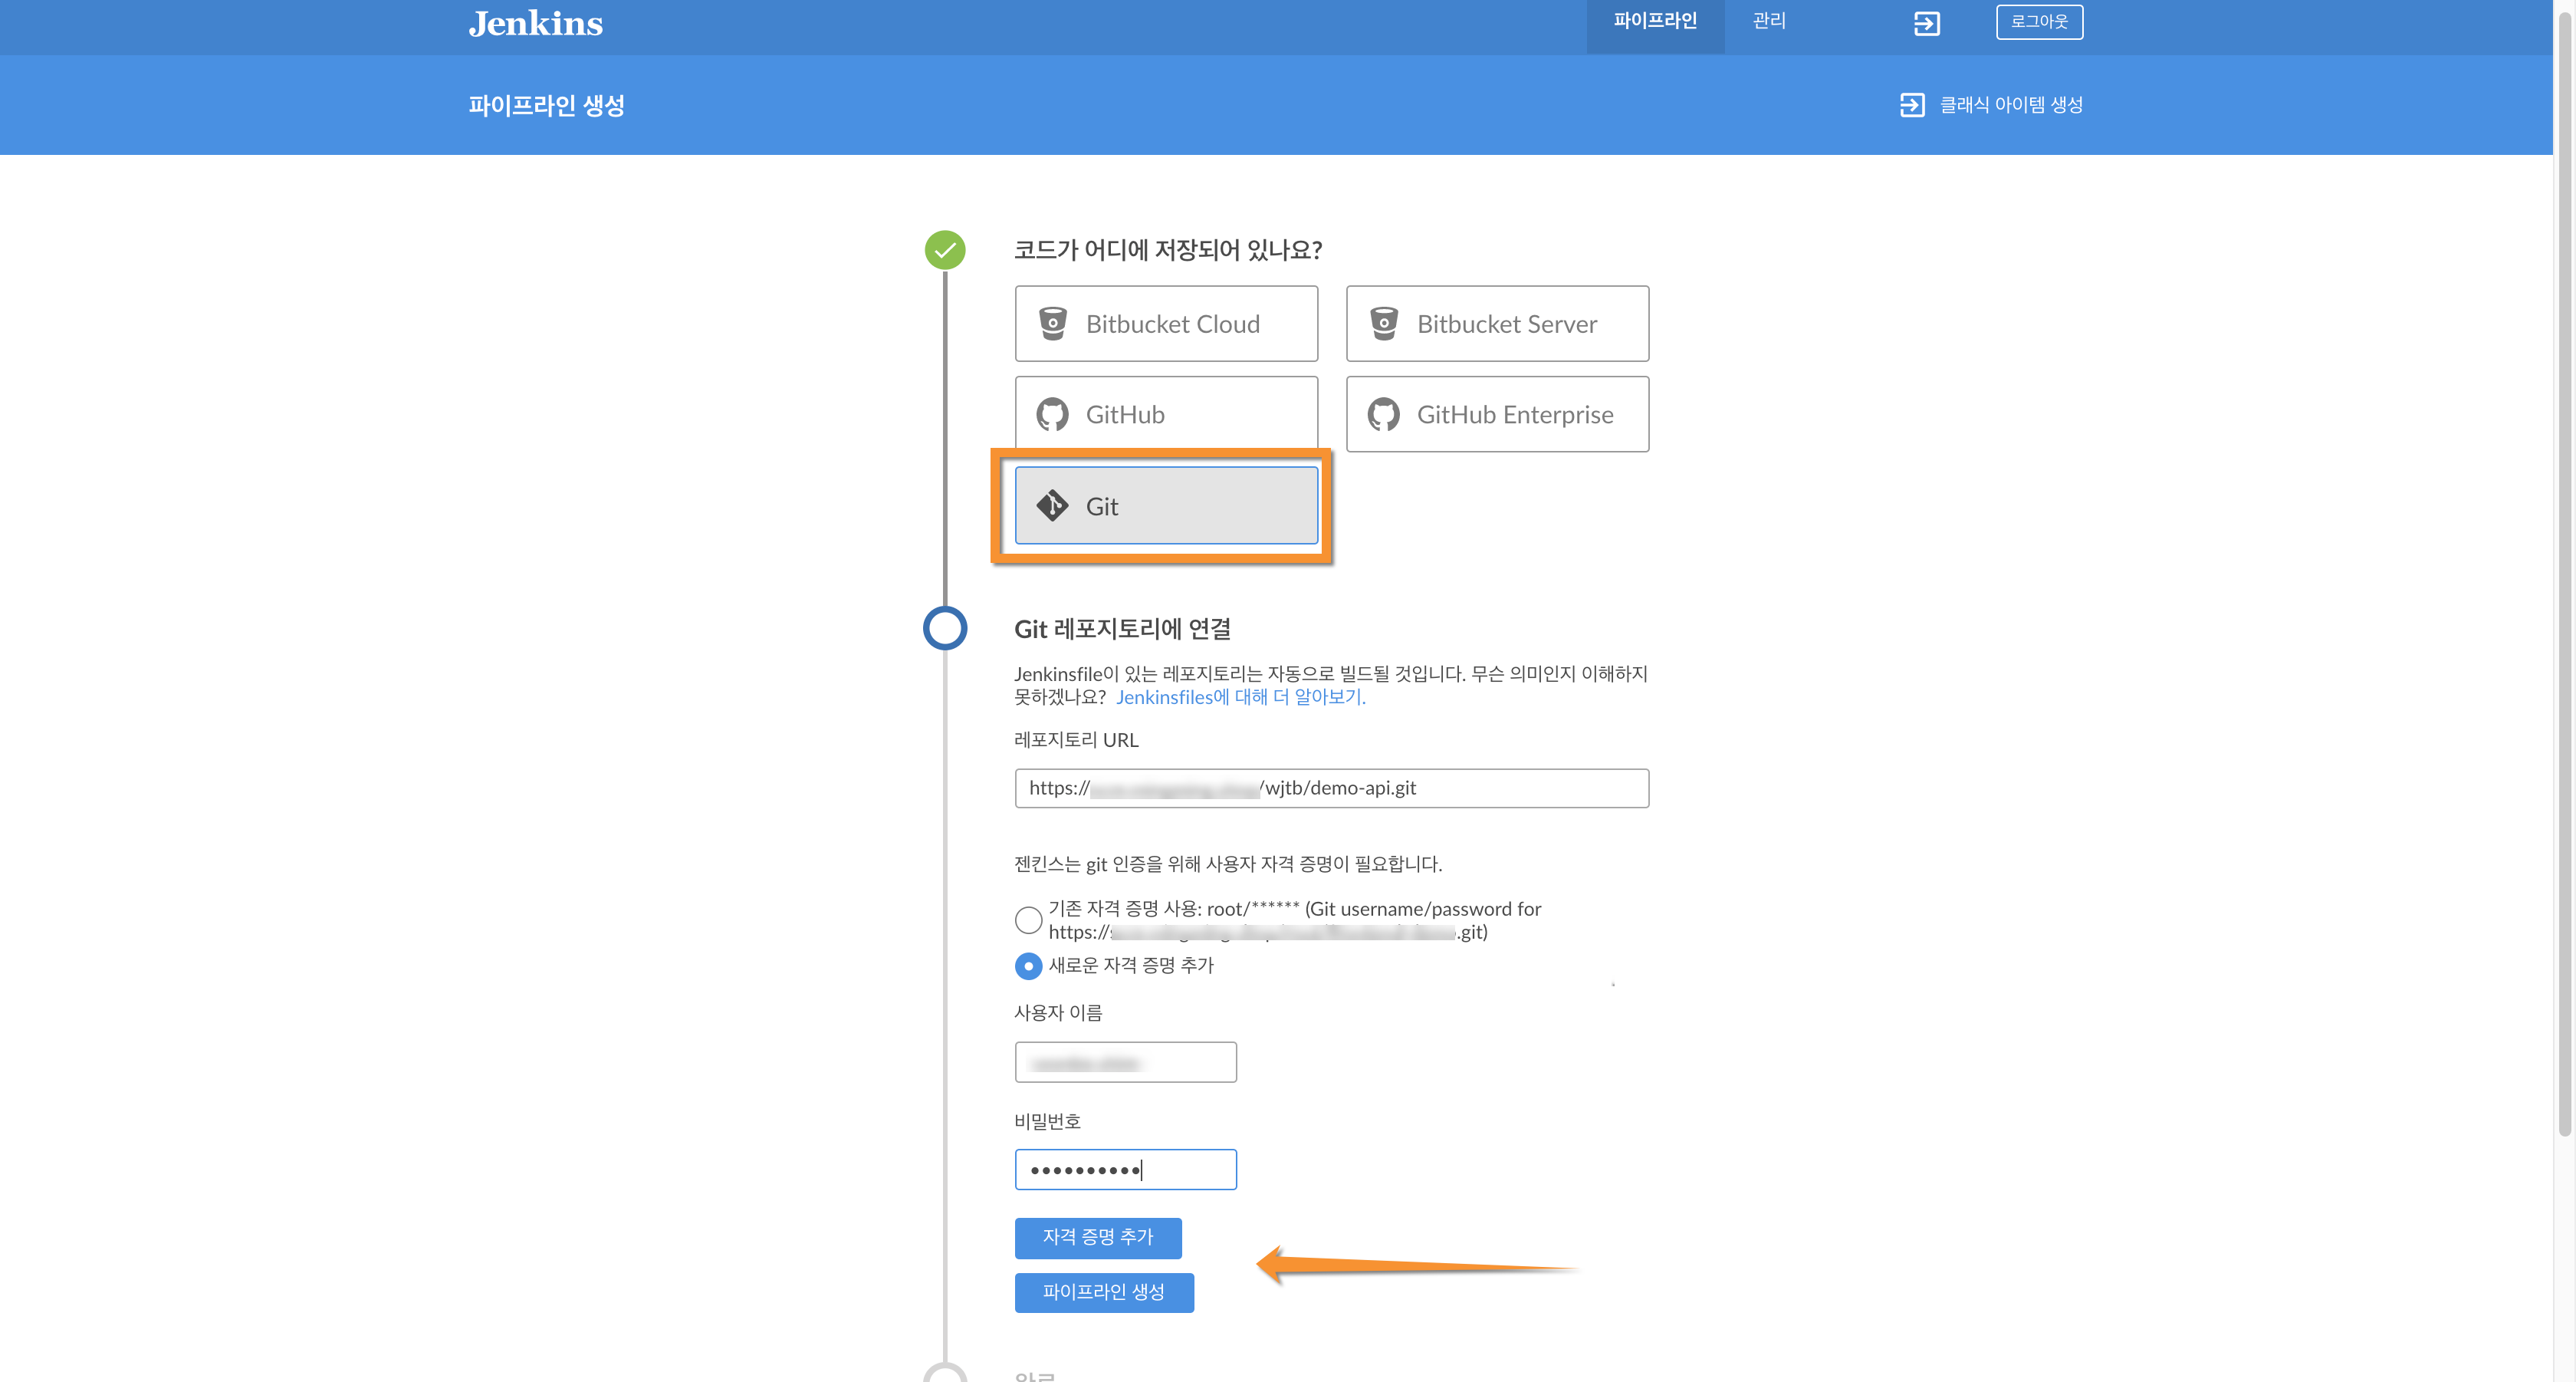 Jenkins
파이프라인
관리
로그아웃
파이프라인 생성
클래식 아이템 생성
코드가 어디에 저장되어 있나요?
Bitbucket Cloud
Bitbucket Server
GitHub
GitHub Enterprise
Git
Git 레포지토리에 연결
Jenkinsfile이 있는 레포지토리는 자동으로 빌드될 것입니다. 무슨 의미인지 이해하지
못하겠나요? Jenkinsfiles에 대해 더 알아보기.
레포지토리 URL
https:// /wjtb/demo-api.git
젠킨스는 git 인증을 위해 사용자 자격 증명이 필요합니다.
기존 자격 증명 사용: root/****** (Git username/password for
https:// .git)
새로운 자격 증명 추가
사용자 이름
비밀번호
••••••••••
자격 증명 추가
파이프라인 생성
완료